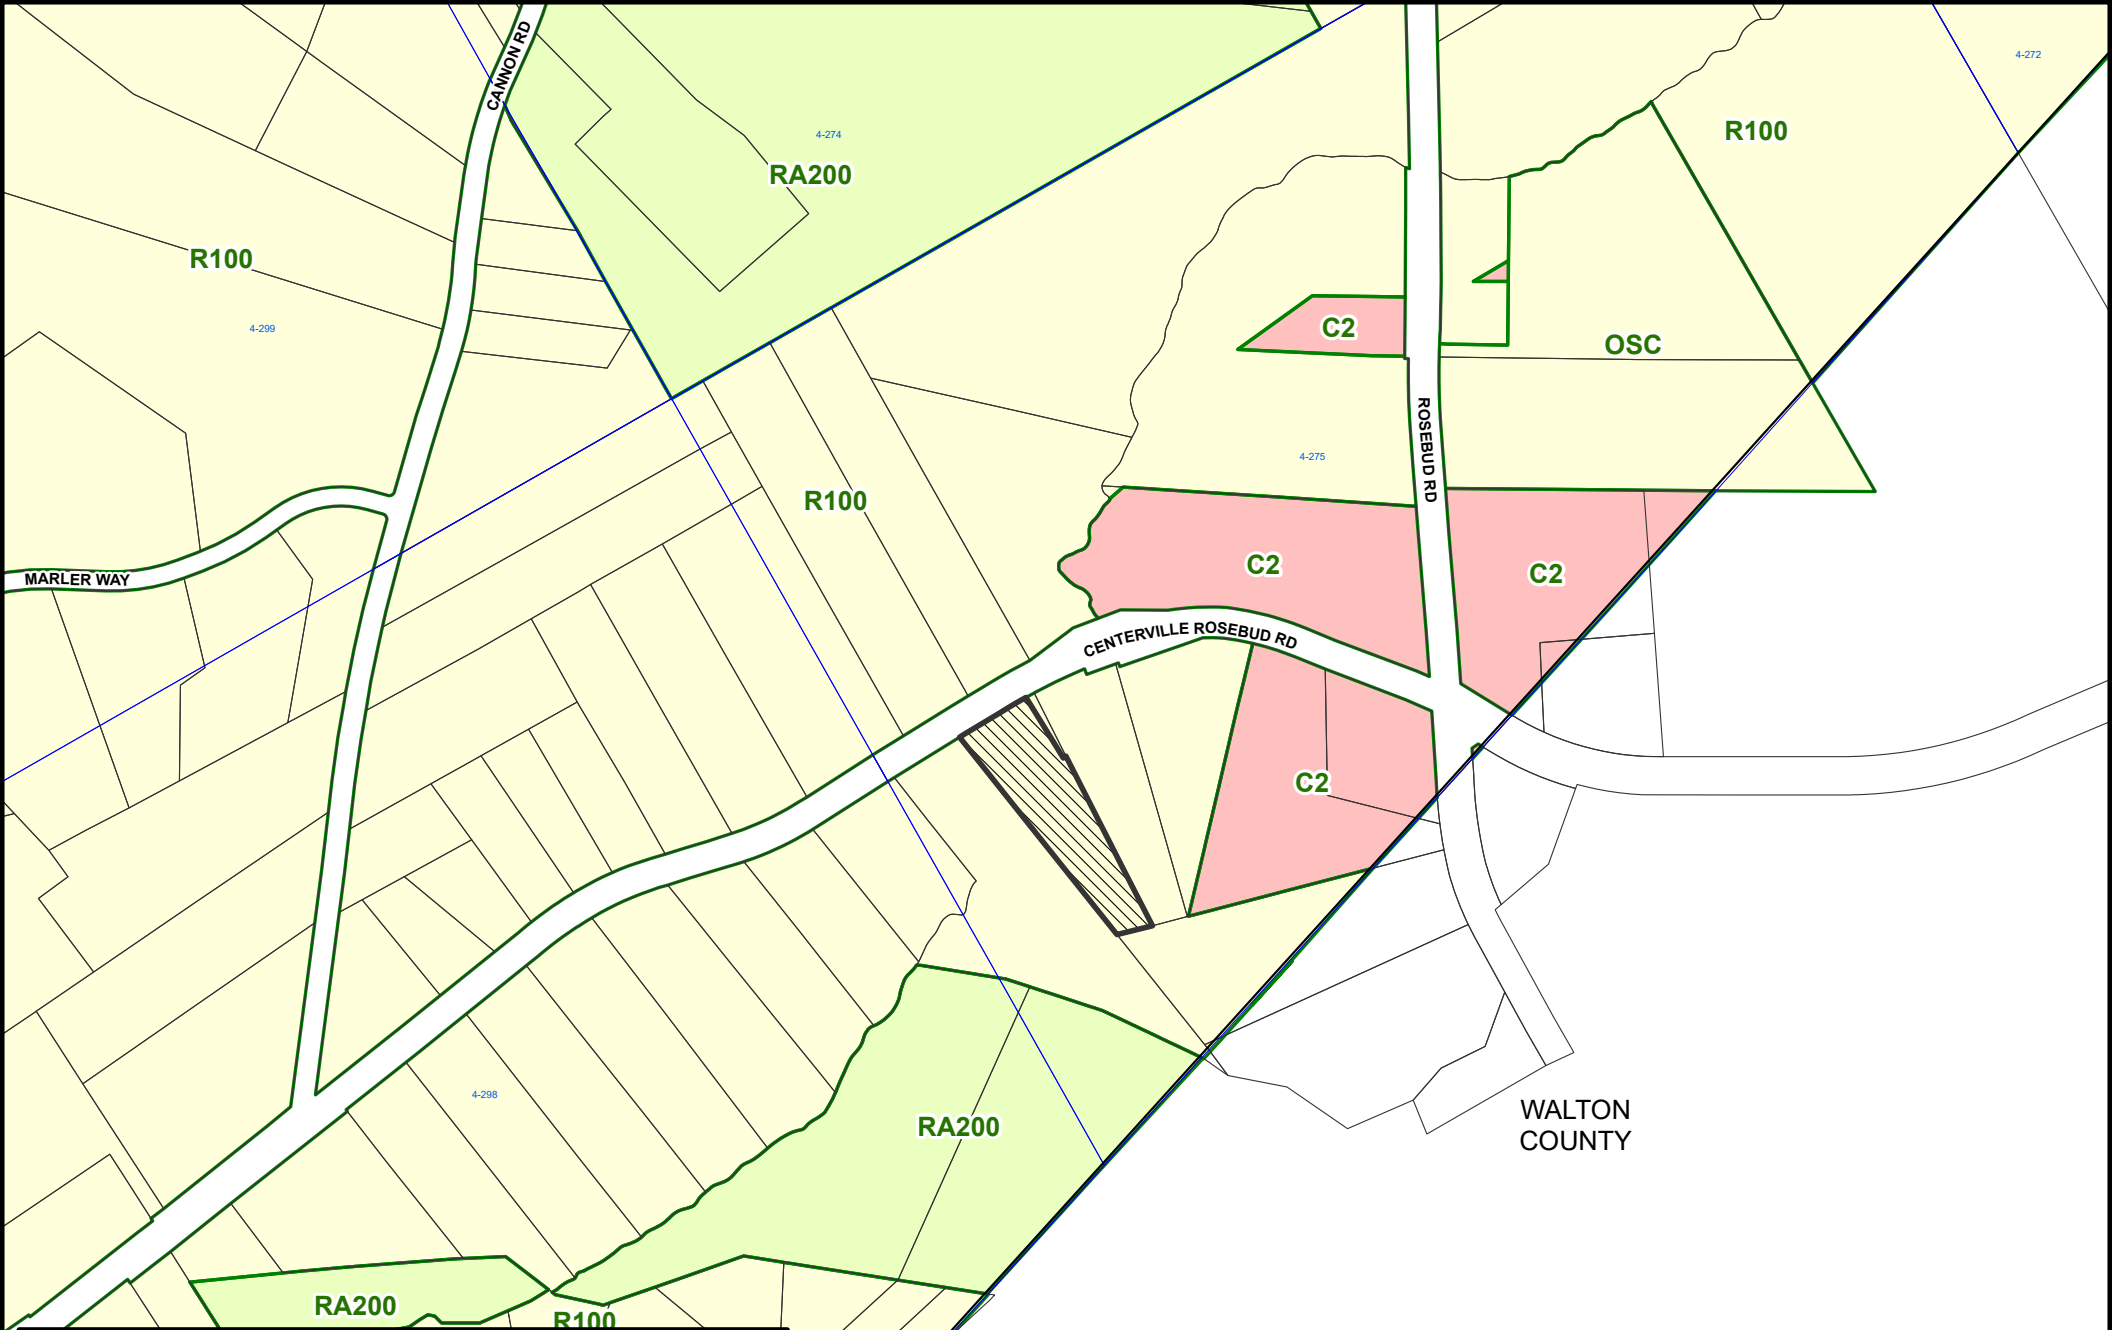 CANNON RD
4-272
R100
4-274
RA200
R100
4-299
C2
OSC
ROSEBUD RD
4-275
R100
C2
C2
MARLER WAY
CENTERVILLE ROSEBUD RD
C2
4-298
WALTON
COUNTY
RA200
RA200
R100